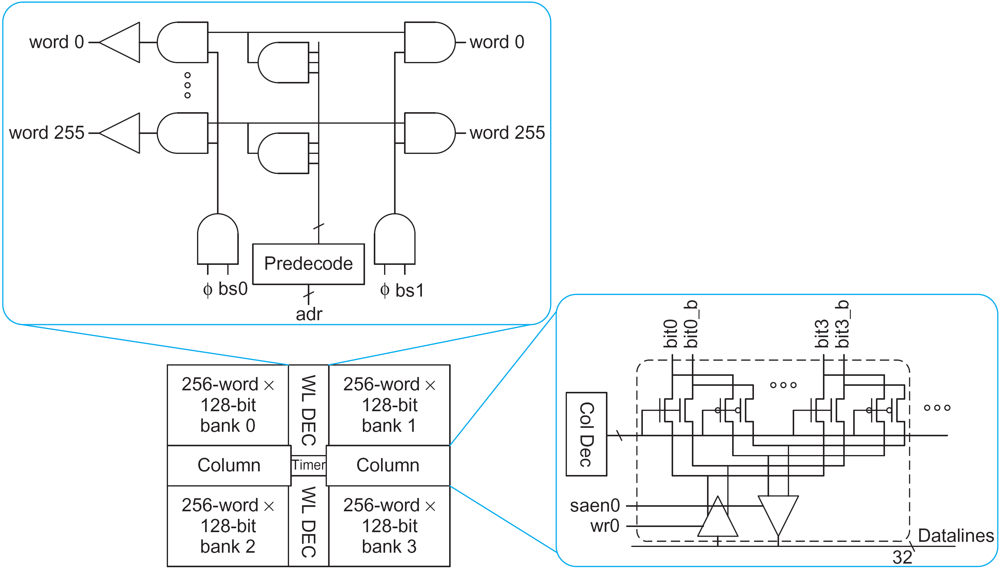 word 0
word 0
word 255
word 255
Predecode
ϕ bs0
ϕ bs1
adr
bit0
bit0_b
bit3
bit3_b
256-word ×
128-bit
bank 0
WL DEC
256-word ×
128-bit
bank 1
Column
Timer
Column
256-word ×
128-bit
bank 2
WL DEC
256-word ×
128-bit
bank 3
Col Dec
saen0
wr0
Datalines
32